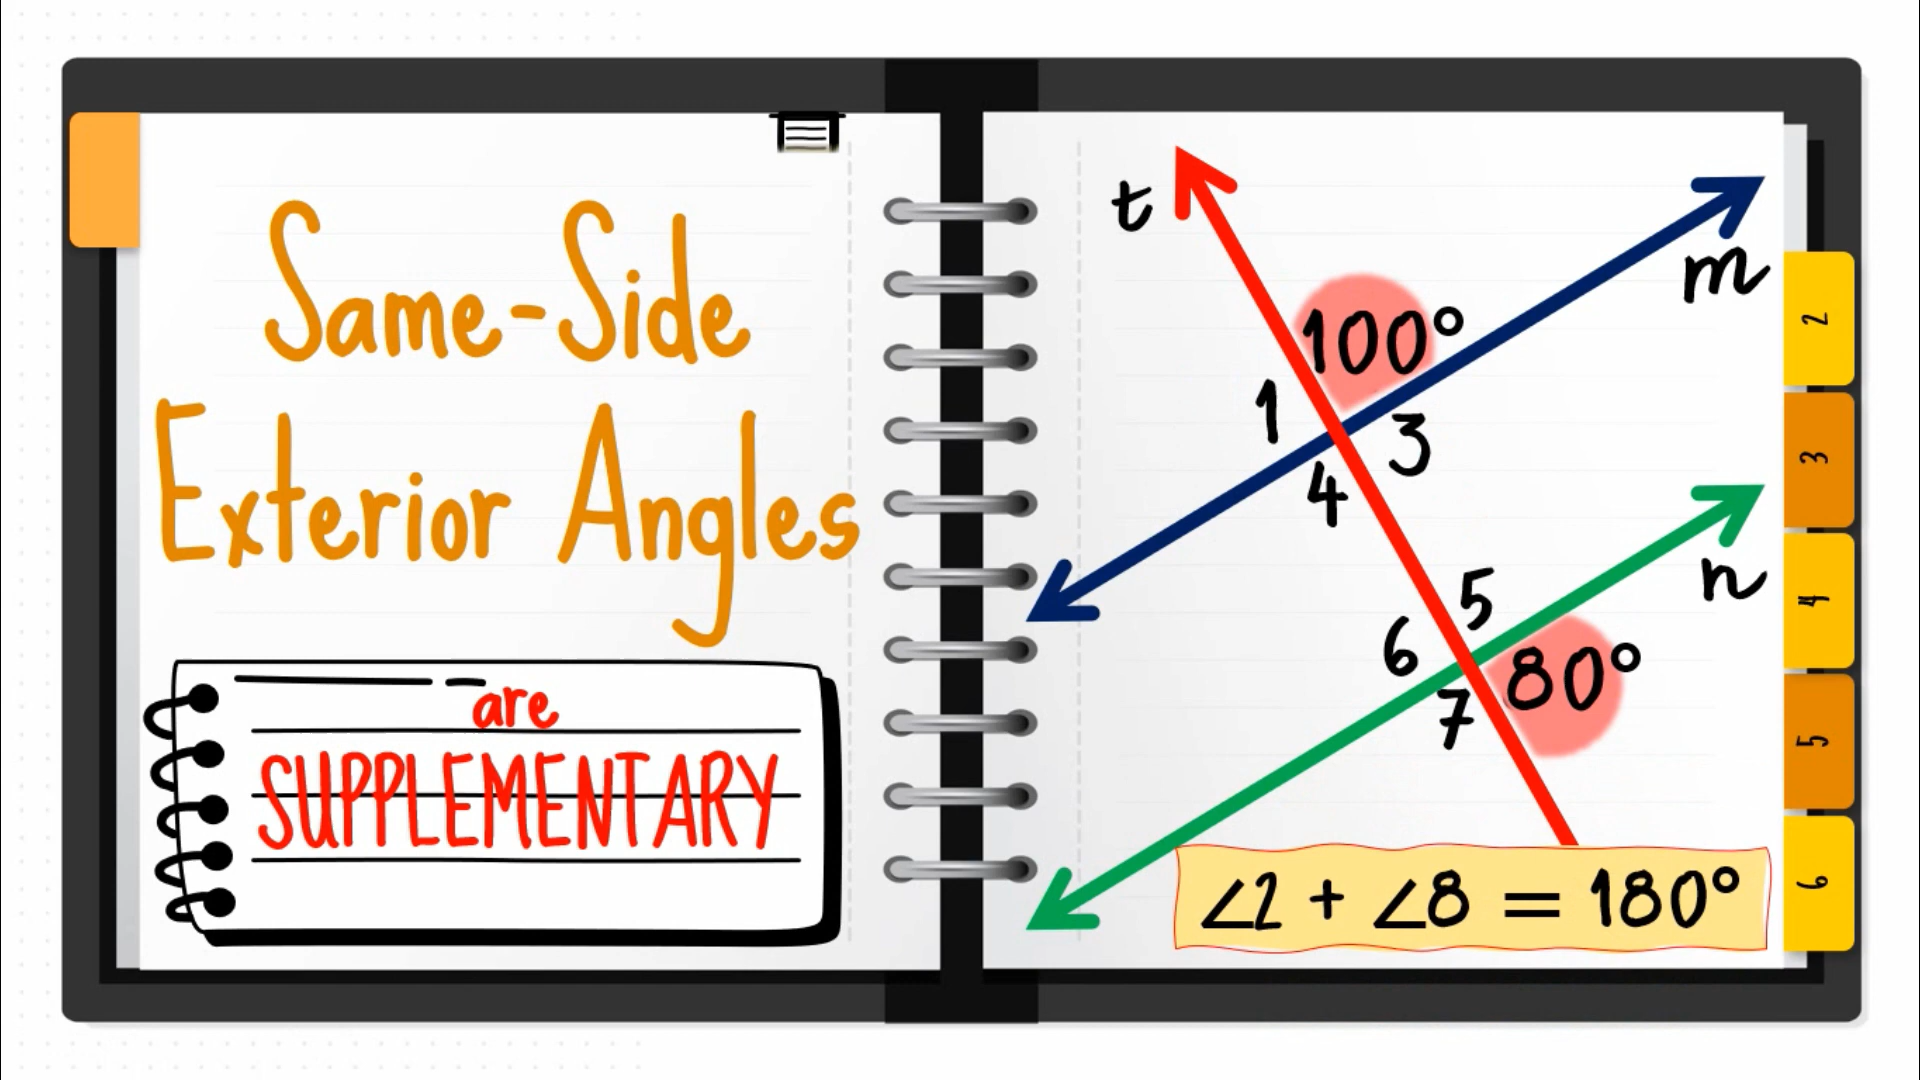 Same-Side
Exterior Angles
are
SUPPLEMENTARY
t
m
100°
1
3
4
n
5
6
80°
7
∠2 + ∠8 = 180°
2
3
4
5
6